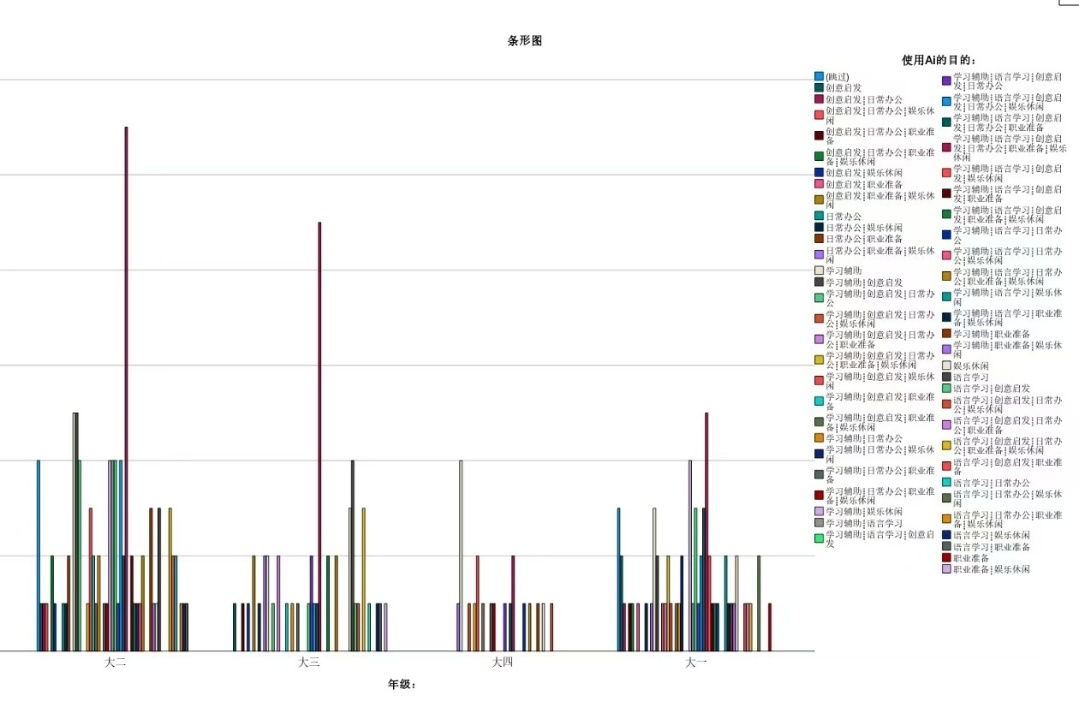 条形图
使用Ai的目的：
(跳过)
创意启发
创意启发┊日常办公
创意启发┊日常办公┊娱乐休
闲
创意启发┊日常办公┊职业准
备
创意启发┊日常办公┊职业准
备┊娱乐休闲
创意启发┊娱乐休闲
创意启发┊职业准备
创意启发┊职业准备┊娱乐休
闲
日常办公
日常办公┊娱乐休闲
日常办公┊职业准备
日常办公┊职业准备┊娱乐休
闲
学习辅助
学习辅助┊创意启发
学习辅助┊创意启发┊日常办
公
学习辅助┊创意启发┊日常办
公┊娱乐休闲
学习辅助┊创意启发┊日常办
公┊职业准备
学习辅助┊创意启发┊日常办
公┊职业准备┊娱乐休闲
学习辅助┊创意启发┊娱乐休
闲
学习辅助┊创意启发┊职业准
备
学习辅助┊创意启发┊职业准
备┊娱乐休闲
学习辅助┊日常办公
学习辅助┊日常办公┊娱乐休
闲
学习辅助┊日常办公┊职业准
备
学习辅助┊日常办公┊职业准
备┊娱乐休闲
学习辅助┊娱乐休闲
学习辅助┊语言学习
学习辅助┊语言学习┊创意启
发
学习辅助┊语言学习┊创意启
发┊日常办公
学习辅助┊语言学习┊创意启
发┊日常办公┊娱乐休闲
学习辅助┊语言学习┊创意启
发┊日常办公┊职业准备
学习辅助┊语言学习┊创意启
发┊日常办公┊职业准备┊娱乐
休闲
学习辅助┊语言学习┊创意启
发┊娱乐休闲
学习辅助┊语言学习┊创意启
发┊职业准备
学习辅助┊语言学习┊创意启
发┊职业准备┊娱乐休闲
学习辅助┊语言学习┊日常办
公
学习辅助┊语言学习┊日常办
公┊娱乐休闲
学习辅助┊语言学习┊日常办
公┊职业准备┊娱乐休闲
学习辅助┊语言学习┊娱乐休
闲
学习辅助┊语言学习┊职业准
备┊娱乐休闲
学习辅助┊职业准备
学习辅助┊职业准备┊娱乐休
闲
娱乐休闲
语言学习
语言学习┊创意启发
语言学习┊创意启发┊日常办
公┊娱乐休闲
语言学习┊创意启发┊日常办
公┊职业准备
语言学习┊创意启发┊日常办
公┊职业准备┊娱乐休闲
语言学习┊创意启发┊职业准
备
语言学习┊日常办公
语言学习┊日常办公┊娱乐休
闲
语言学习┊日常办公┊职业准
备┊娱乐休闲
语言学习┊娱乐休闲
语言学习┊职业准备
职业准备
职业准备┊娱乐休闲
大二
大三
大四
大一
年级：